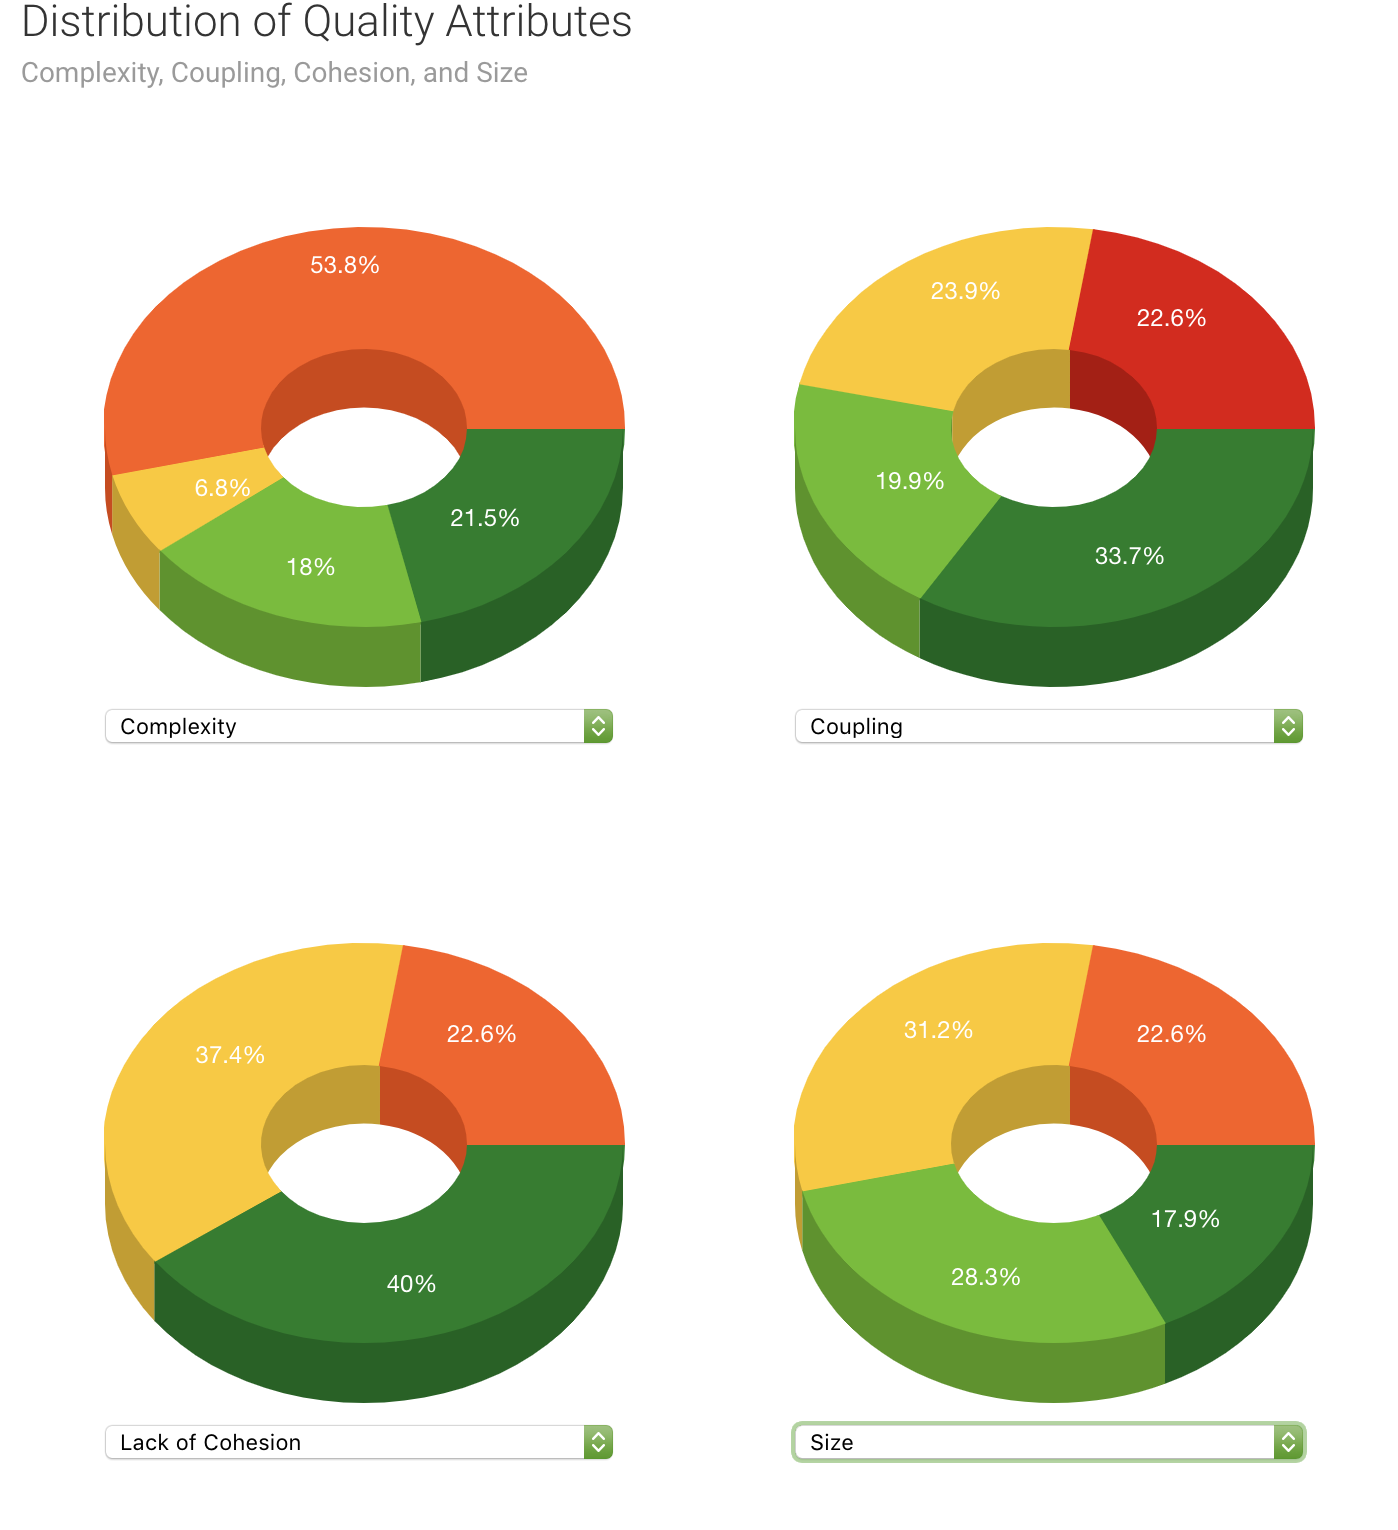 Distribution of Quality Attributes
Complexity, Coupling, Cohesion, and Size
53.8%
6.8%
18%
21.5%
Complexity
23.9%
22.6%
19.9%
33.7%
Coupling
37.4%
22.6%
40%
Lack of Cohesion
31.2%
22.6%
28.3%
17.9%
Size